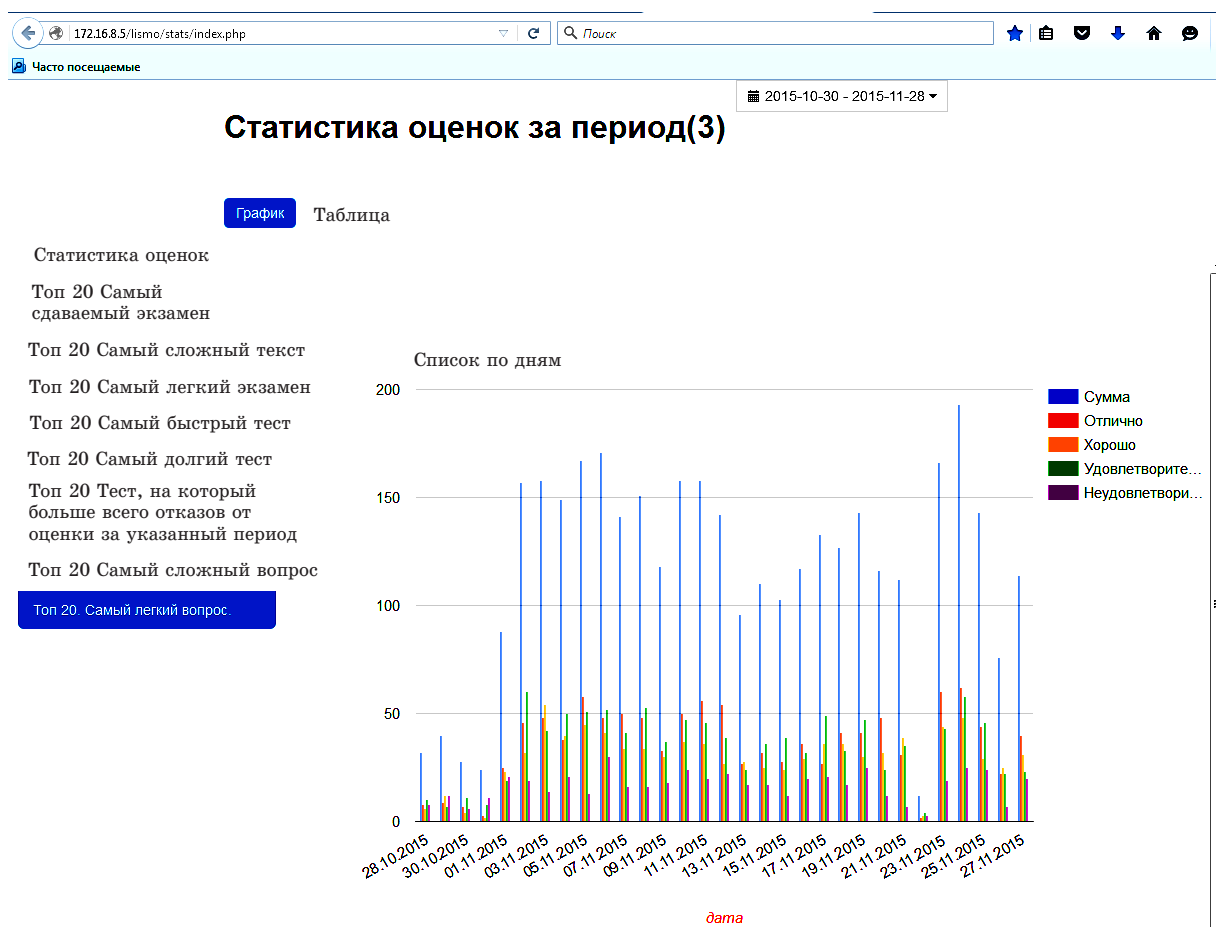 172.16.8.5/lismo/stats/index.php
Поиск
Часто посещаемые
2015-10-30 - 2015-11-28
Статистика оценок за период(3)
График
Таблица
Статистика оценок
Топ 20 Самый
сдаваемый экзамен
Топ 20 Самый сложный текст
Топ 20 Самый легкий экзамен
Топ 20 Самый быстрый тест
Топ 20 Самый долгий тест
Топ 20 Тест, на который
больше всего отказов от
оценки за указанный период
Топ 20 Самый сложный вопрос
Топ 20. Самый легкий вопрос.
Список по дням
200
150
100
50
0
28.10.2015
30.10.2015
01.11.2015
03.11.2015
05.11.2015
07.11.2015
09.11.2015
11.11.2015
13.11.2015
15.11.2015
17.11.2015
19.11.2015
21.11.2015
23.11.2015
25.11.2015
27.11.2015
дата
Сумма
Отлично
Хорошо
Удовлетворите...
Неудовлетвори...